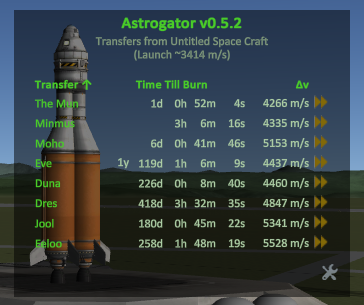 Astrogator v0.5.2
Transfers from Untitled Space Craft
(Launch ~3414 m/s)
Transfer ↑ Time Till Burn Δv
The Mun 1d 0h 52m 4s 4266 m/s
Minmus 3h 6m 16s 4335 m/s
Moho 6d 0h 41m 46s 5153 m/s
Eve 1y 119d 1h 6m 9s 4437 m/s
Duna 226d 0h 8m 40s 4460 m/s
Dres 418d 3h 32m 35s 4847 m/s
Jool 180d 0h 45m 22s 5341 m/s
Eeloo 258d 1h 48m 19s 5528 m/s